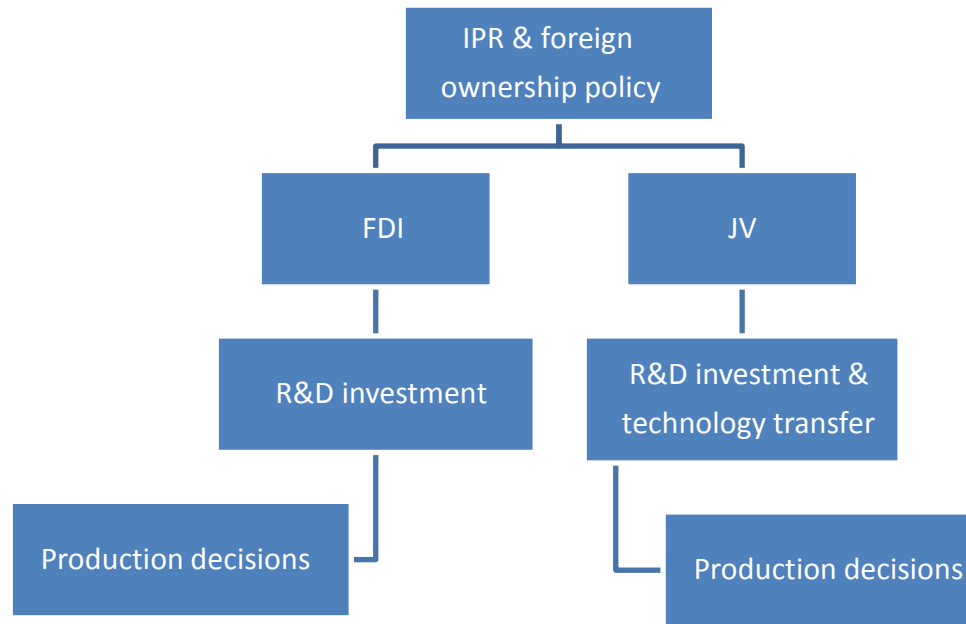 IPR & foreign
ownership policy
FDI
JV
R&D investment
R&D investment &
technology transfer
Production decisions
Production decisions